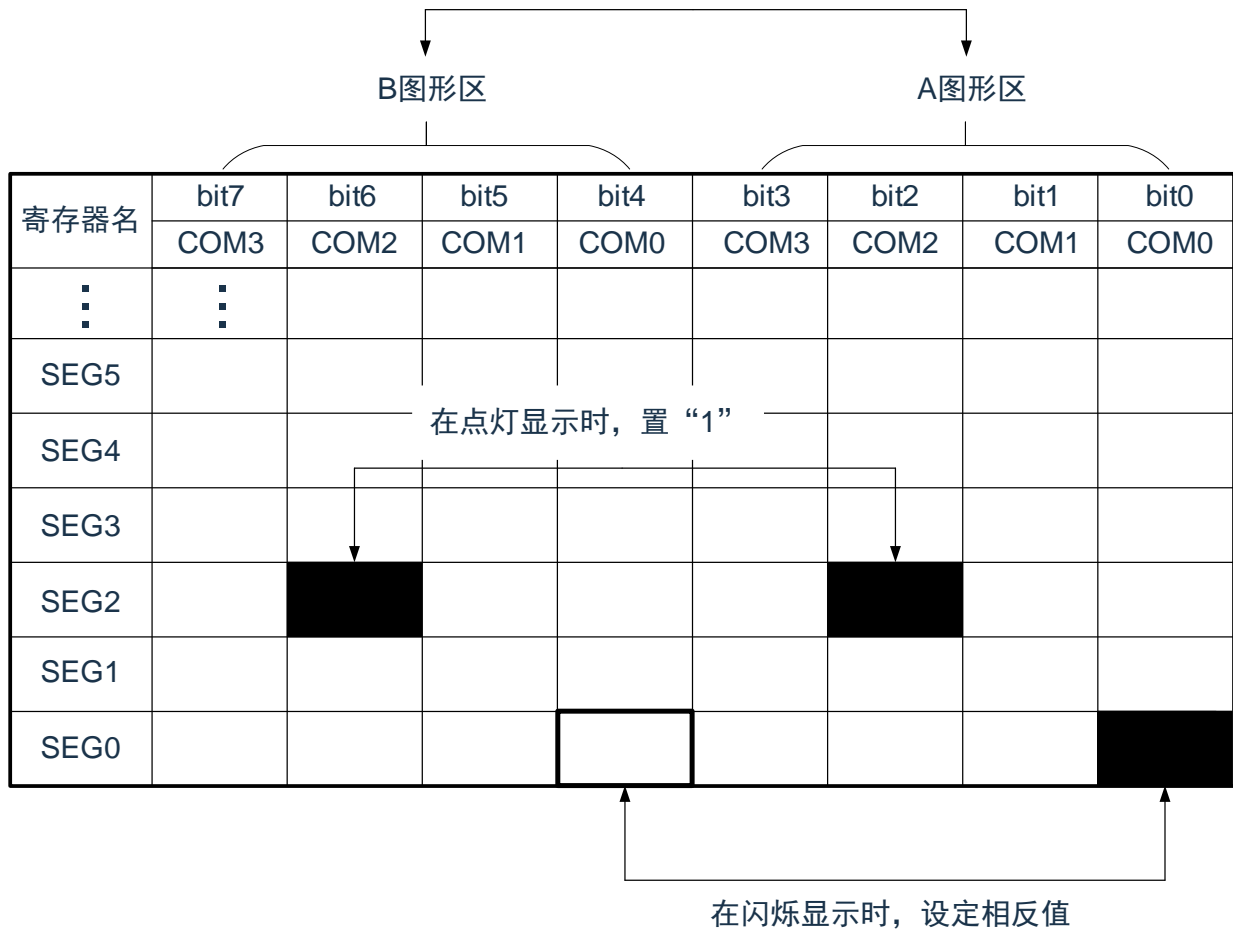 B图形区 A图形区
寄存器名 bit7 bit6 bit5 bit4 bit3 bit2 bit1 bit0
COM3 COM2 COM1 COM0 COM3 COM2 COM1 COM0
SEG5
在点灯显示时，置“1”
SEG4
SEG3
SEG2
SEG1
SEG0
在闪烁显示时，设定相反值